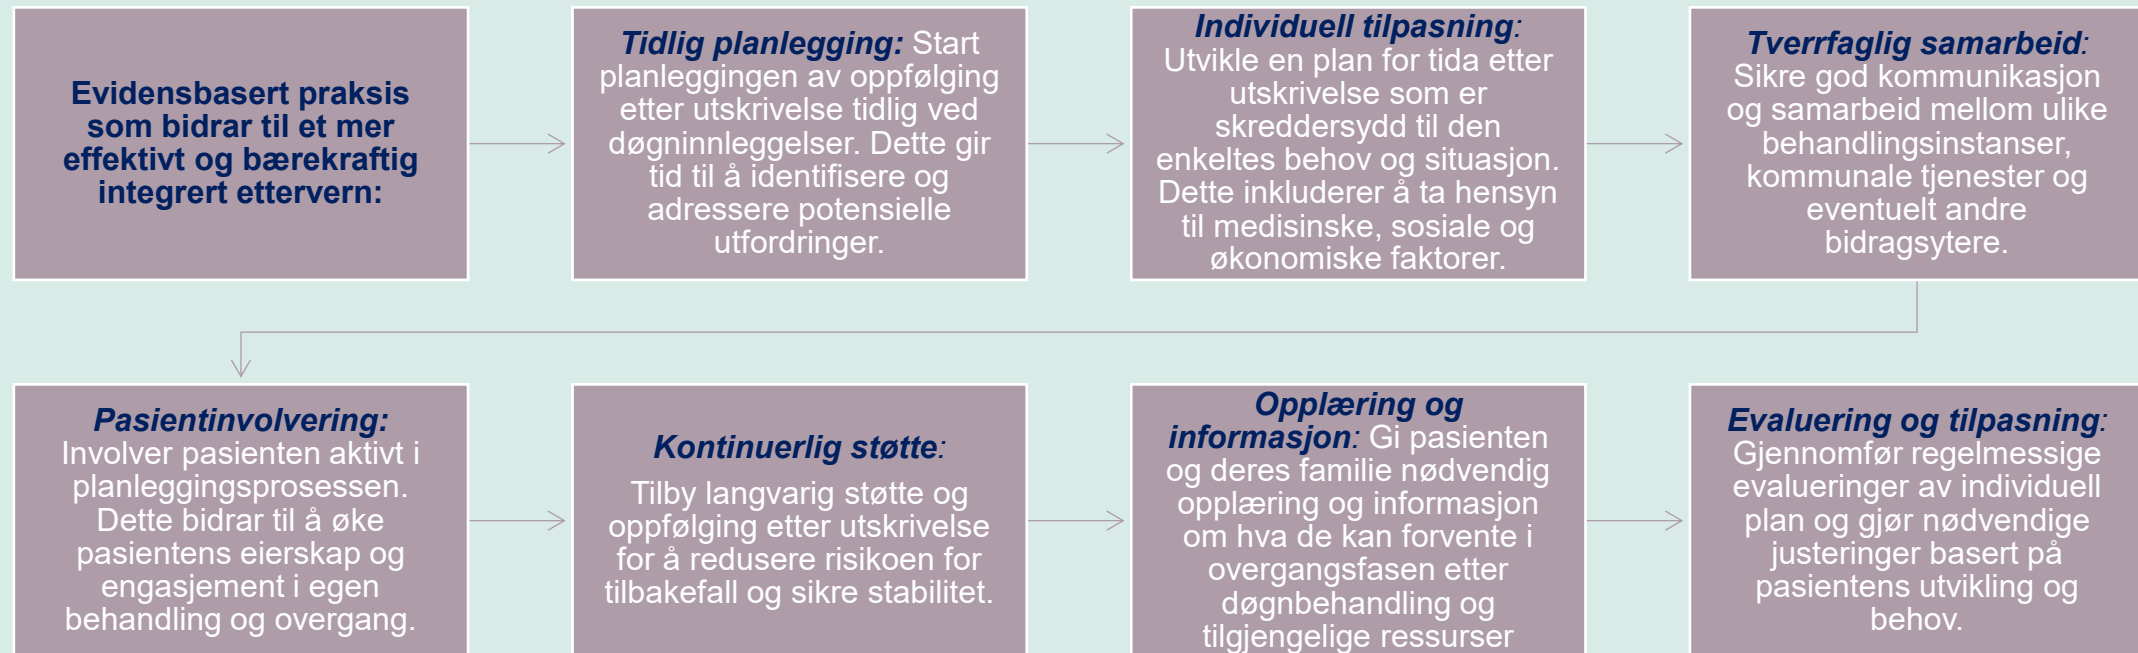 Evidensbasert praksis
som bidrar til et mer
effektivt og bærekraftig
integrert ettervern:
Tidlig planlegging: Start
planleggingen av oppfølging
etter utskrivelse tidlig ved
døgninnleggelser. Dette gir
tid til å identifisere og
adressere potensielle
utfordringer.
Individuell tilpasning:
Utvikle en plan for tida etter
utskrivelse som er
skreddersydd til den
enkeltes behov og situasjon.
Dette inkluderer å ta hensyn
til medisinske, sosiale og
økonomiske faktorer.
Tverrfaglig samarbeid:
Sikre god kommunikasjon
og samarbeid mellom ulike
behandlingsinstanser,
kommunale tjenester og
eventuelt andre
bidragsytere.
Pasientinvolvering:
Involver pasienten aktivt i
planleggingsprosessen.
Dette bidrar til å øke
pasientens eierskap og
engasjement i egen
behandling og overgang.
Kontinuerlig støtte:
Tilby langvarig støtte og
oppfølging etter utskrivelse
for å redusere risikoen for
tilbakefall og sikre stabilitet.
Opplæring og
informasjon: Gi pasienten
og deres familie nødvendig
opplæring og informasjon
om hva de kan forvente i
overgangsfasen etter
døgnbehandling og
tilgjengelige ressurser
Evaluering og tilpasning:
Gjennomfør regelmessige
evalueringer av individuell
plan og gjør nødvendige
justeringer basert på
pasientens utvikling og
behov.